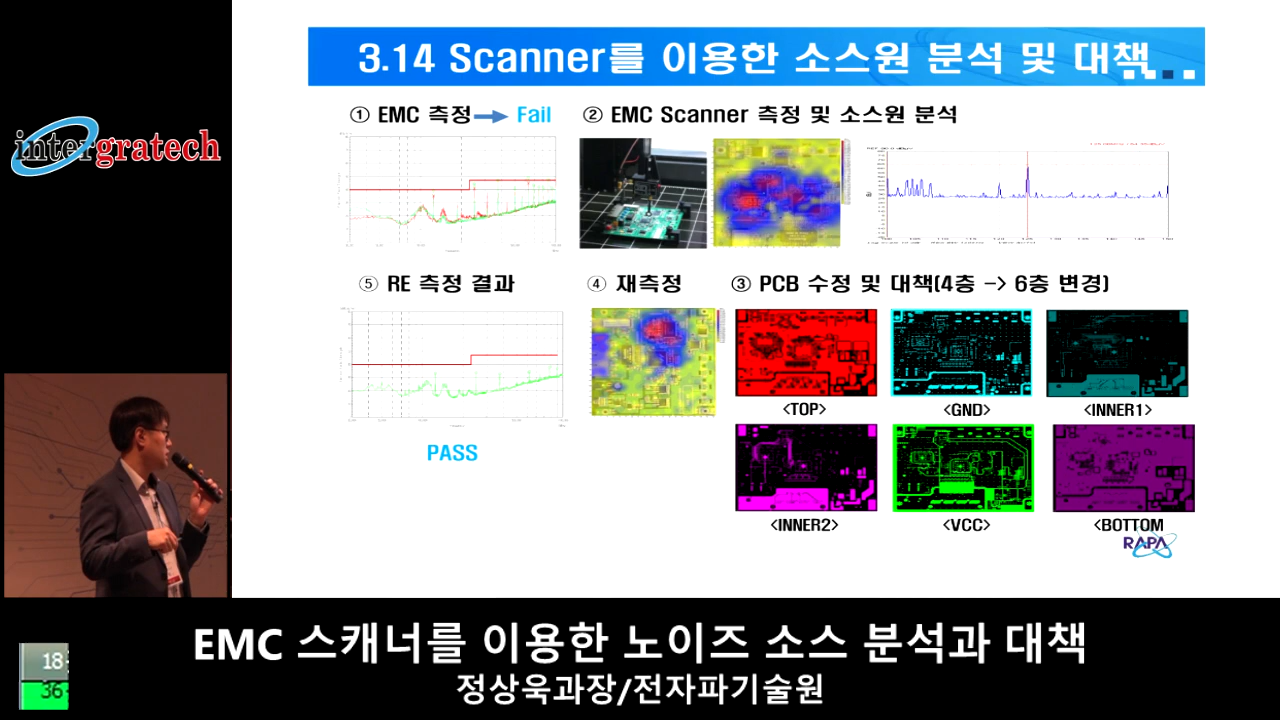 intergratech
3.14 Scanner를 이용한 소스원 분석 및 대책
① EMC 측정 Fail
② EMC Scanner 측정 및 소스원 분석
⑤ RE 측정 결과
④ 재측정
③ PCB 수정 및 대책(4층 -> 6층 변경)
<TOP>
<GND>
<INNER1>
PASS
<INNER2>
<VCC>
<BOTTOM
RAPA
EMC 스캐너를 이용한 노이즈 소스 분석과 대책
정상욱과장/전자파기술원
18:
36